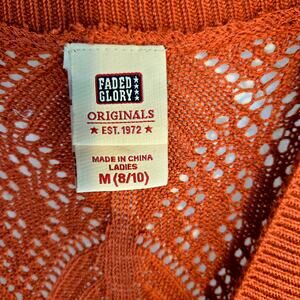 FADED
GLORY
ORIGINALS
★ EST. 1972 ★
MADE IN CHINA
LADIES
M (8/10)